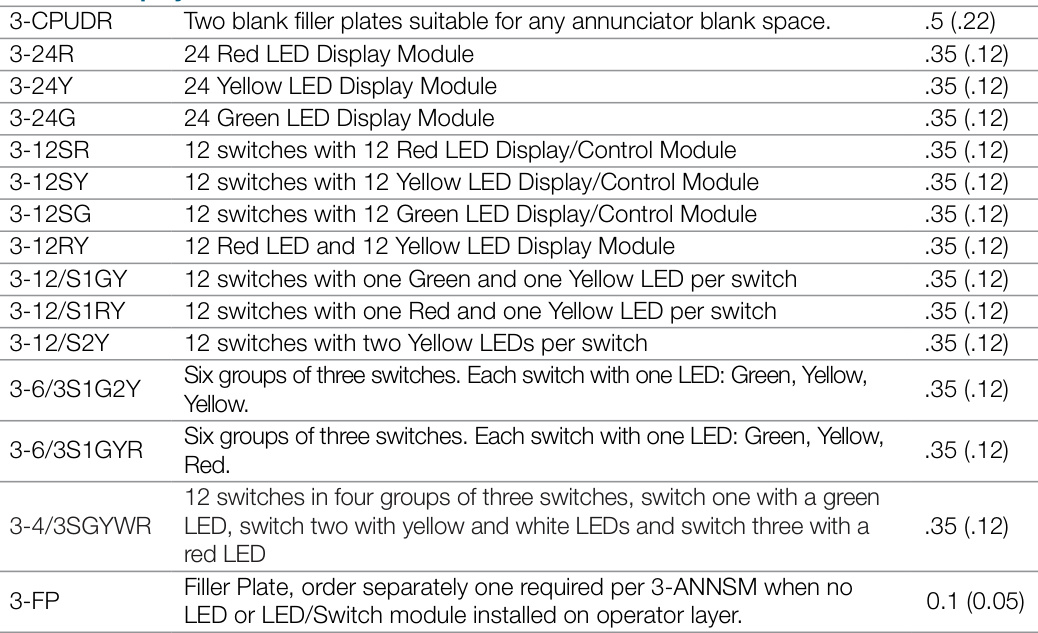 3-CPUDR Two blank filler plates suitable for any annunciator blank space. .5 (.22)
3-24R 24 Red LED Display Module .35 (.12)
3-24Y 24 Yellow LED Display Module .35 (.12)
3-24G 24 Green LED Display Module .35 (.12)
3-12SR 12 switches with 12 Red LED Display/Control Module .35 (.12)
3-12SY 12 switches with 12 Yellow LED Display/Control Module .35 (.12)
3-12SG 12 switches with 12 Green LED Display/Control Module .35 (.12)
3-12RY 12 Red LED and 12 Yellow LED Display Module .35 (.12)
3-12/S1GY 12 switches with one Green and one Yellow LED per switch .35 (.12)
3-12/S1RY 12 switches with one Red and one Yellow LED per switch .35 (.12)
3-12/S2Y 12 switches with two Yellow LEDs per switch .35 (.12)
3-6/3S1G2Y Six groups of three switches. Each switch with one LED: Green, Yellow, .35 (.12)
Yellow.
3-6/3S1GYR Six groups of three switches. Each switch with one LED: Green, Yellow, .35 (.12)
Red.
12 switches in four groups of three switches, switch one with a green
3-4/3SGYWR LED, switch two with yellow and white LEDs and switch three with a .35 (.12)
red LED
3-FP Filler Plate, order separately one required per 3-ANNSM when no 0.1 (0.05)
LED or LED/Switch module installed on operator layer.